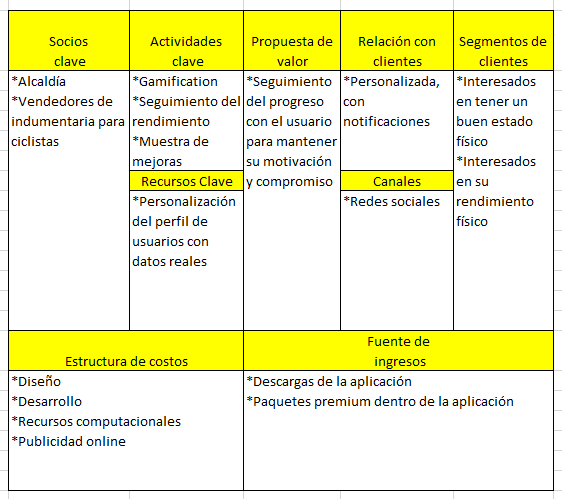 Socios
clave
Actividades
clave
Propuesta de
valor
Relación con
clientes
Segmentos de
clientes
*Alcaldía
*Vendedores de
indumentaria para
ciclistas
*Gamification
*Seguimiento del
rendimiento
*Muestra de
mejoras
Recursos Clave
*Personalización
del perfil de
usuarios con
datos reales
*Seguimiento
del progreso
con el usuario
para mantener
su motivación
y compromiso
*Personalizada,
con
notificaciones
Canales
*Redes sociales
*Interesados
en tener un
buen estado
físico
*Interesados
en su
rendimiento
físico
Estructura de costos
*Diseño
*Desarrollo
*Recursos computacionales
*Publicidad online
Fuente de
ingresos
*Descargas de la aplicación
*Paquetes premium dentro de la aplicación